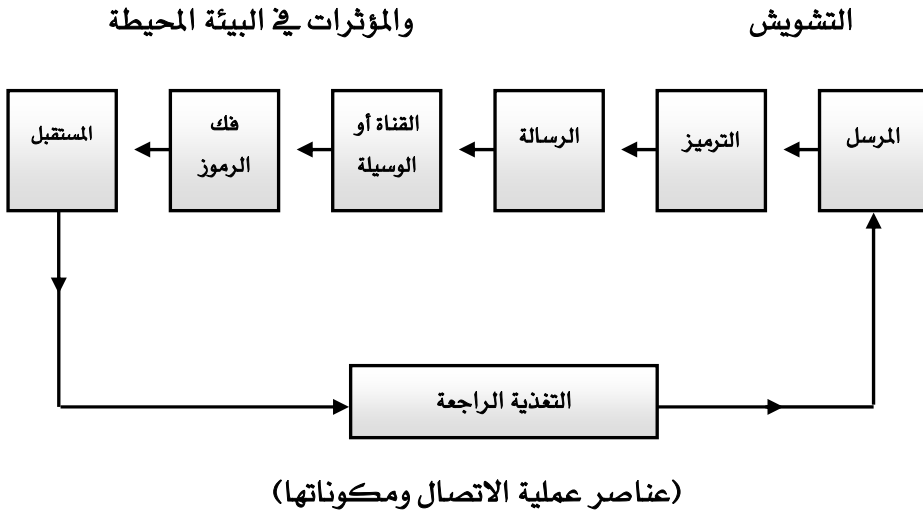 التشويش والمؤثرات في البيئة المحيطة
المرسل
الترميز
الرسالة
القناة أو
الوسيلة
فك
الرموز
المستقبل
التغذية الراجعة
(عناصر عملية الاتصال ومكوناتها)